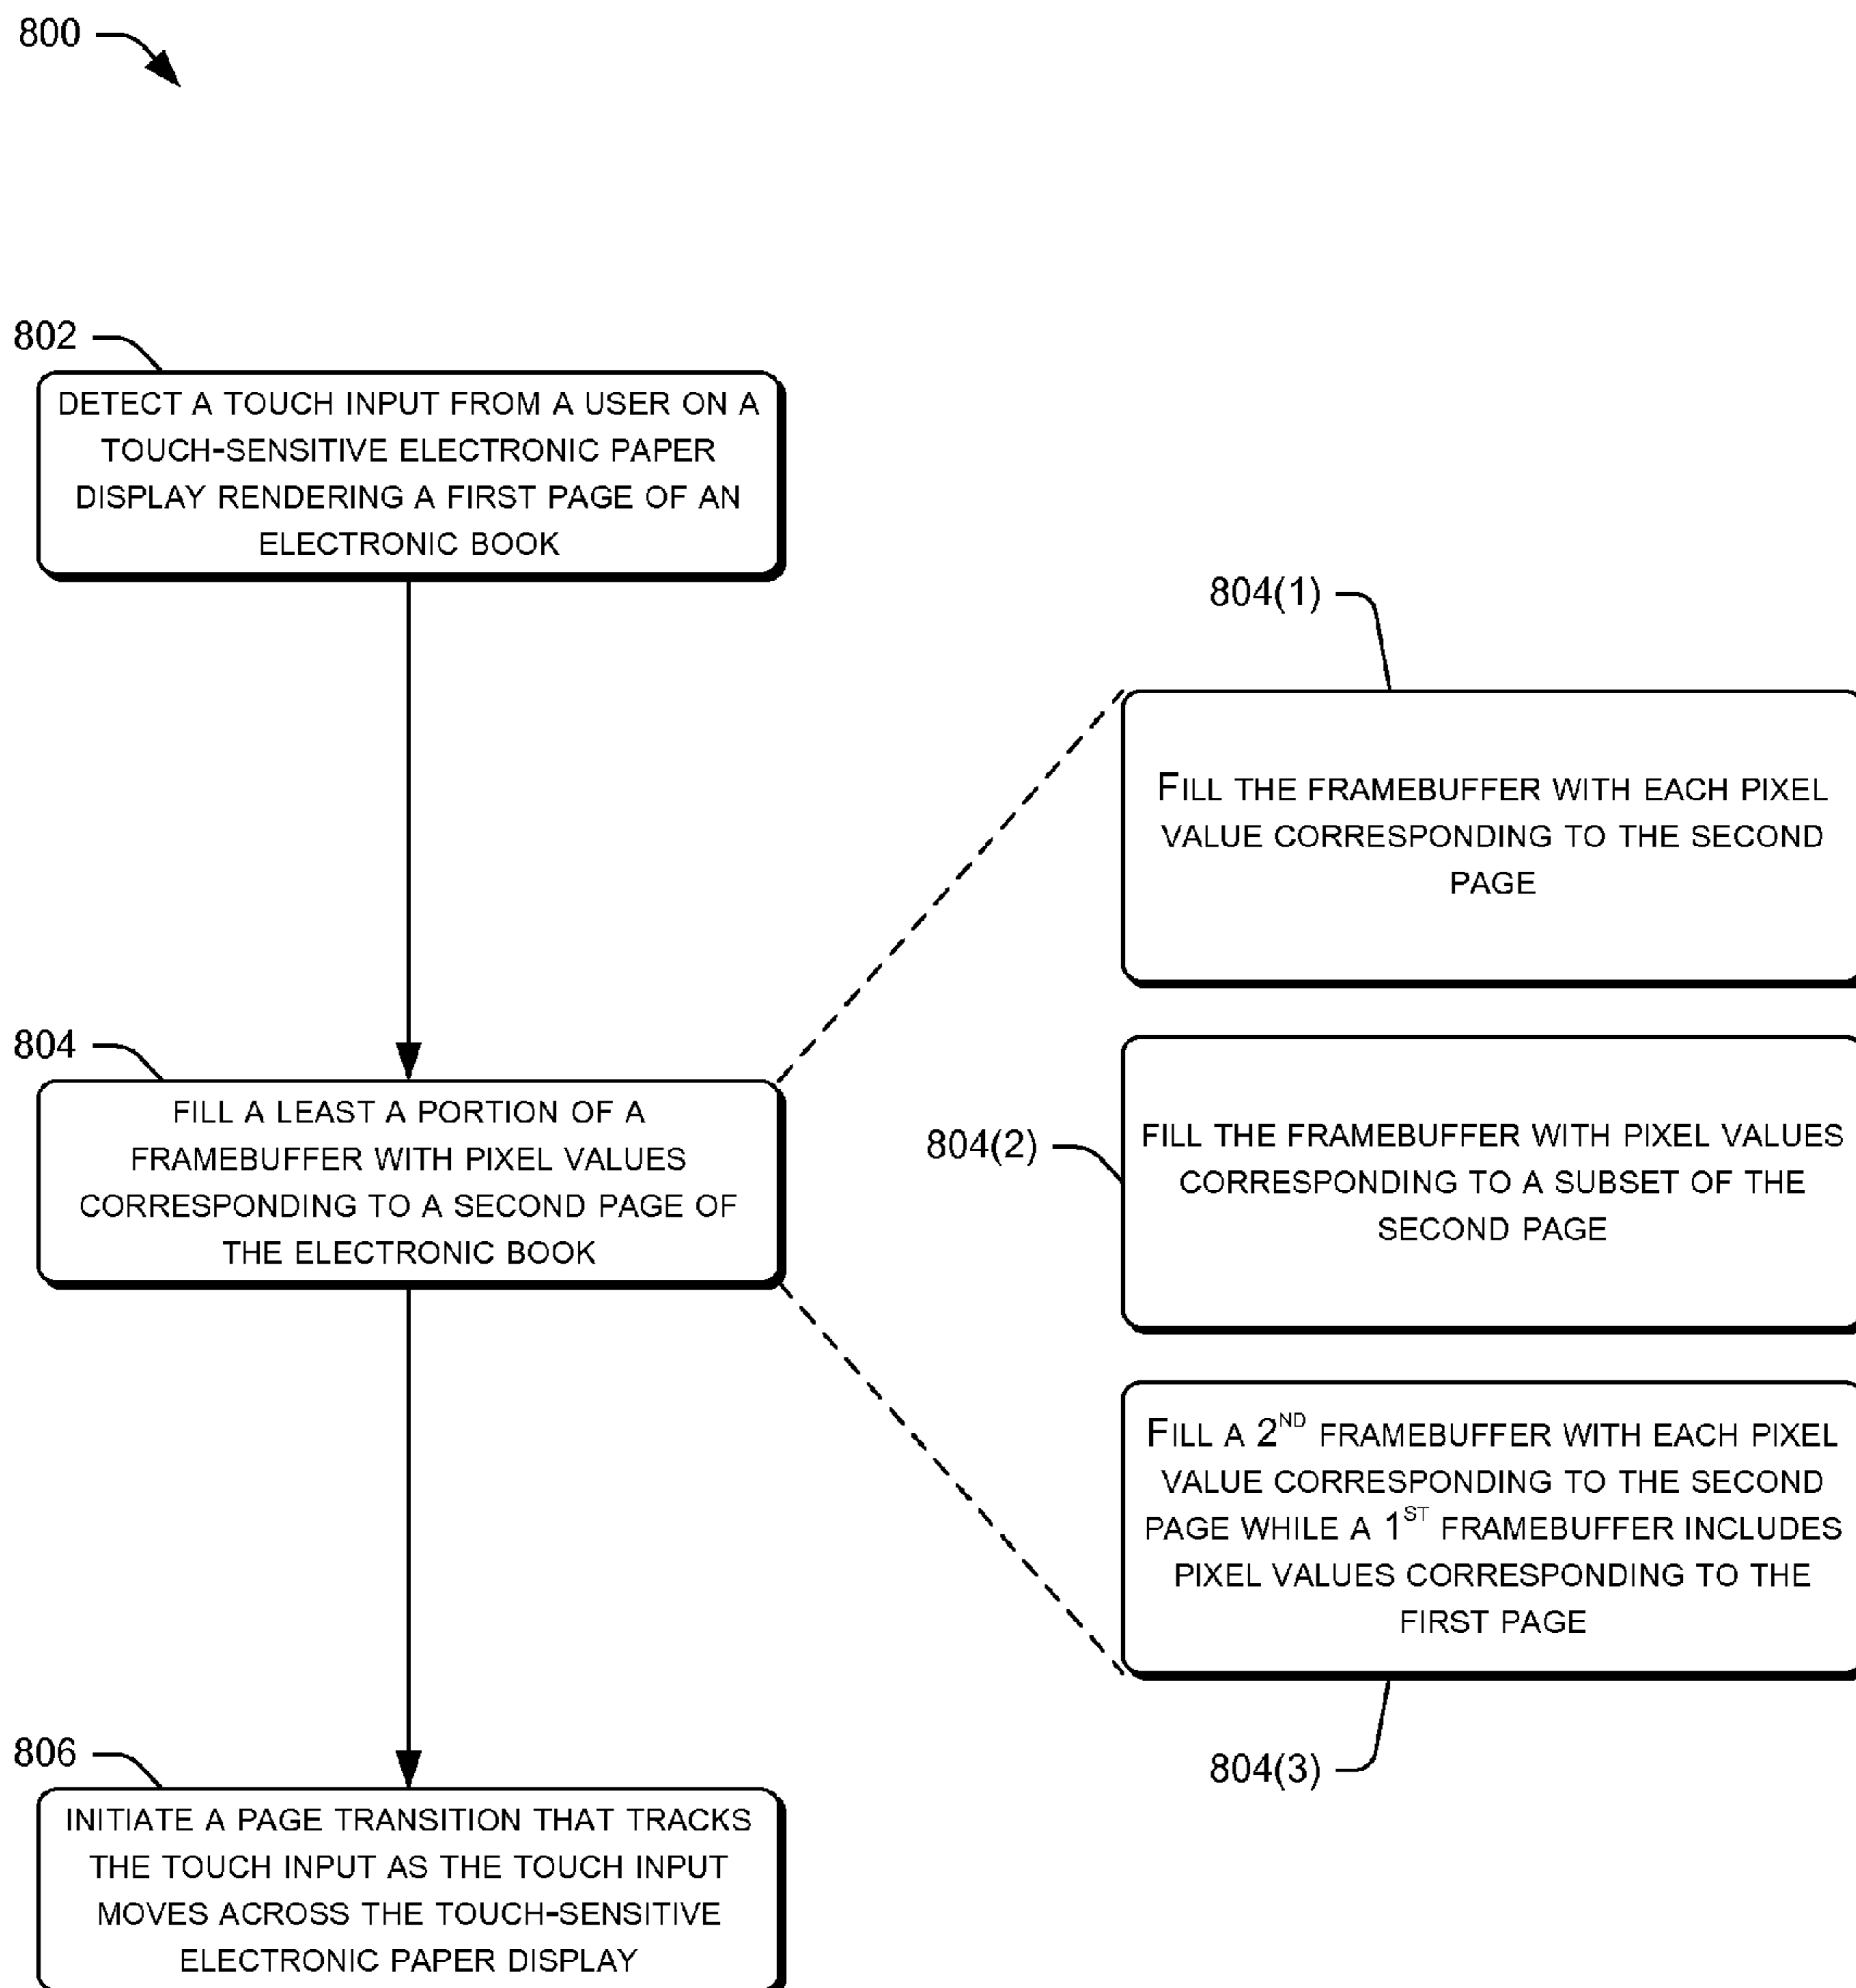 800
802
DETECT A TOUCH INPUT FROM A USER ON A
TOUCH-SENSITIVE ELECTRONIC PAPER
DISPLAY RENDERING A FIRST PAGE OF AN
ELECTRONIC BOOK
804
FILL A LEAST A PORTION OF A
FRAMEBUFFER WITH PIXEL VALUES
CORRESPONDING TO A SECOND PAGE OF
THE ELECTRONIC BOOK
804(1)
FILL THE FRAMEBUFFER WITH EACH PIXEL
VALUE CORRESPONDING TO THE SECOND
PAGE
804(2)
FILL THE FRAMEBUFFER WITH PIXEL VALUES
CORRESPONDING TO A SUBSET OF THE
SECOND PAGE
FILL A 2ND FRAMEBUFFER WITH EACH PIXEL
VALUE CORRESPONDING TO THE SECOND
PAGE WHILE A 1ST FRAMEBUFFER INCLUDES
PIXEL VALUES CORRESPONDING TO THE
FIRST PAGE
804(3)
806
INITIATE A PAGE TRANSITION THAT TRACKS
THE TOUCH INPUT AS THE TOUCH INPUT
MOVES ACROSS THE TOUCH-SENSITIVE
ELECTRONIC PAPER DISPLAY